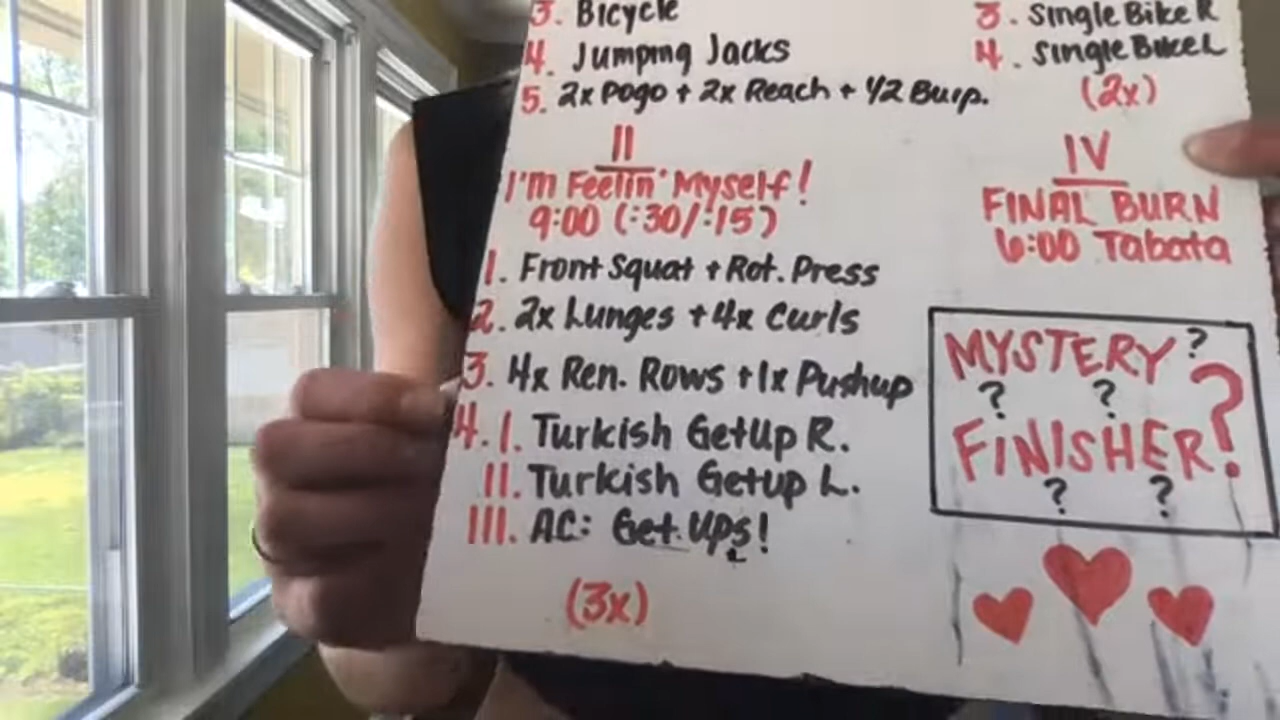 3. Bicycle
4. Jumping Jacks
5. 2x Pogo + 2x Reach + 1/2 Burp.
II
I'm Feelin' Myself!
9:00 (:30/:15)
1. Front Squat + Rot. Press
2. 2x Lunges + 4x Curls
3. 4x Ren. Rows + 1x Pushup
4. I. Turkish GetUp R.
II. Turkish Getup L.
III. AC: Get Ups!
(3x)
3. Single Bike R
4. Single Bike L
(2x)
IV
FINAL BURN
6:00 Tabata
MYSTERY ?
? ? ?
FINISHER!
? ?